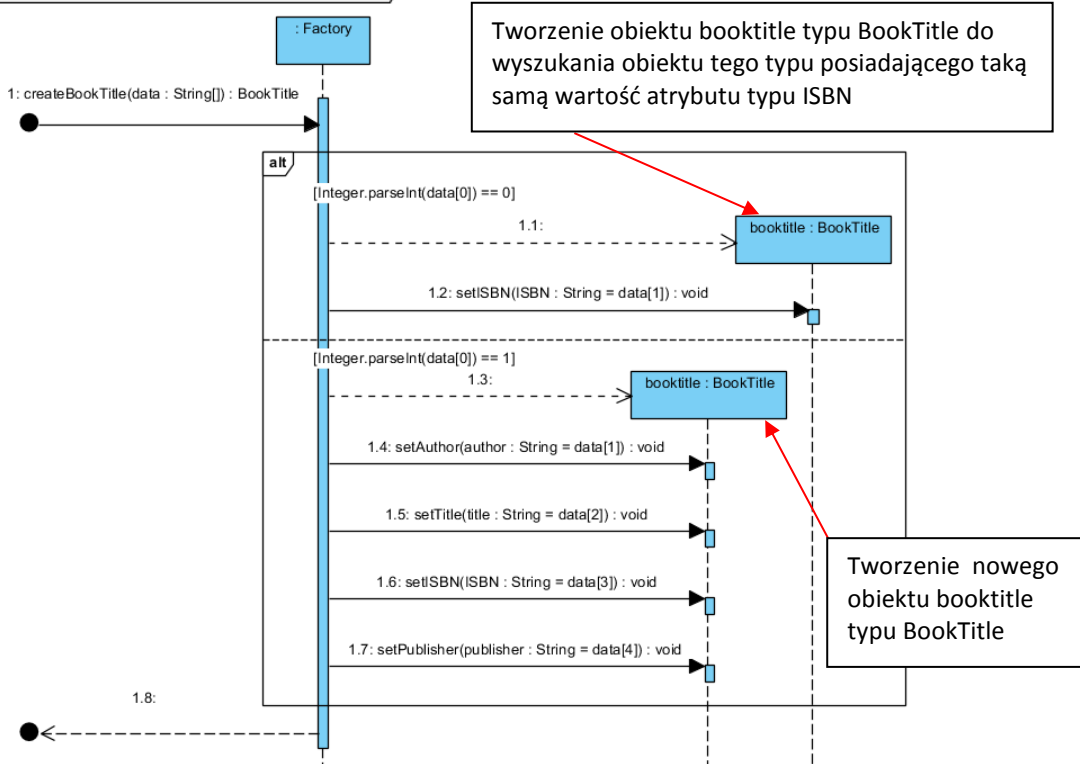 : Factory
Tworzenie obiektu booktitle typu BookTitle do
wyszukania obiektu tego typu posiadającego taką
samą wartość atrybutu typu ISBN
1: createBookTitle(data : String[]) : BookTitle
alt
[Integer.parseInt(data[0]) == 0]
1.1:
booktitle : BookTitle
1.2: setISBN(ISBN : String = data[1]) : void
[Integer.parseInt(data[0]) == 1]
1.3:
booktitle : BookTitle
1.4: setAuthor(author : String = data[1]) : void
1.5: setTitle(title : String = data[2]) : void
1.6: setISBN(ISBN : String = data[3]) : void
Tworzenie nowego
obiektu booktitle
typu BookTitle
1.7: setPublisher(publisher : String = data[4]) : void
1.8: